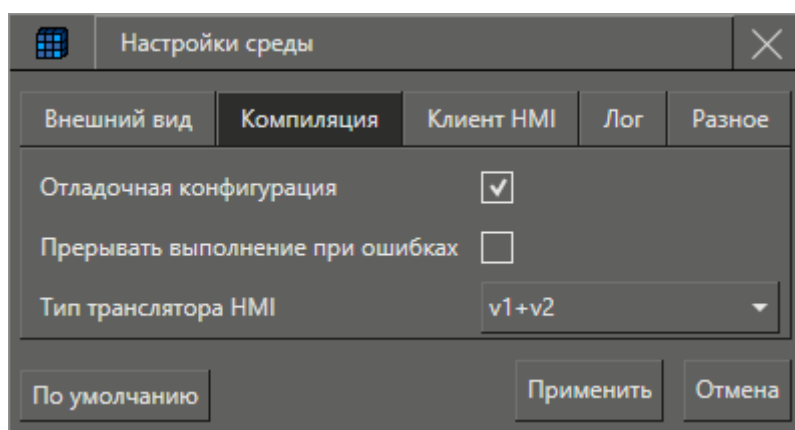 Настройки среды
Внешний вид Компиляция Клиент HMI Лог Разное
Отладочная конфигурация
Прерывать выполнение при ошибках
Тип транслятора HMI v1+v2
По умолчанию Применить Отмена